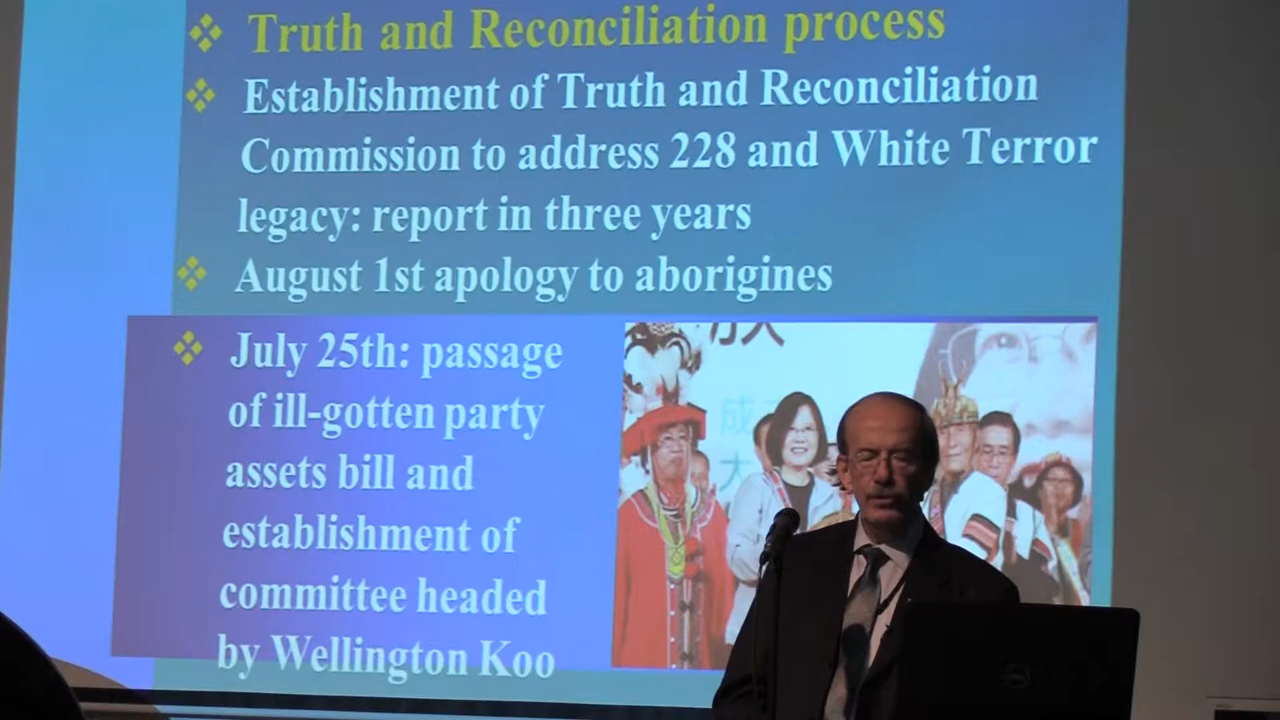 Truth and Reconciliation process
Establishment of Truth and Reconciliation
Commission to address 228 and White Terror
legacy: report in three years
August 1st apology to aborigines
July 25th: passage
of ill-gotten party
assets bill and
establishment of
committee headed
by Wellington Koo
成
大